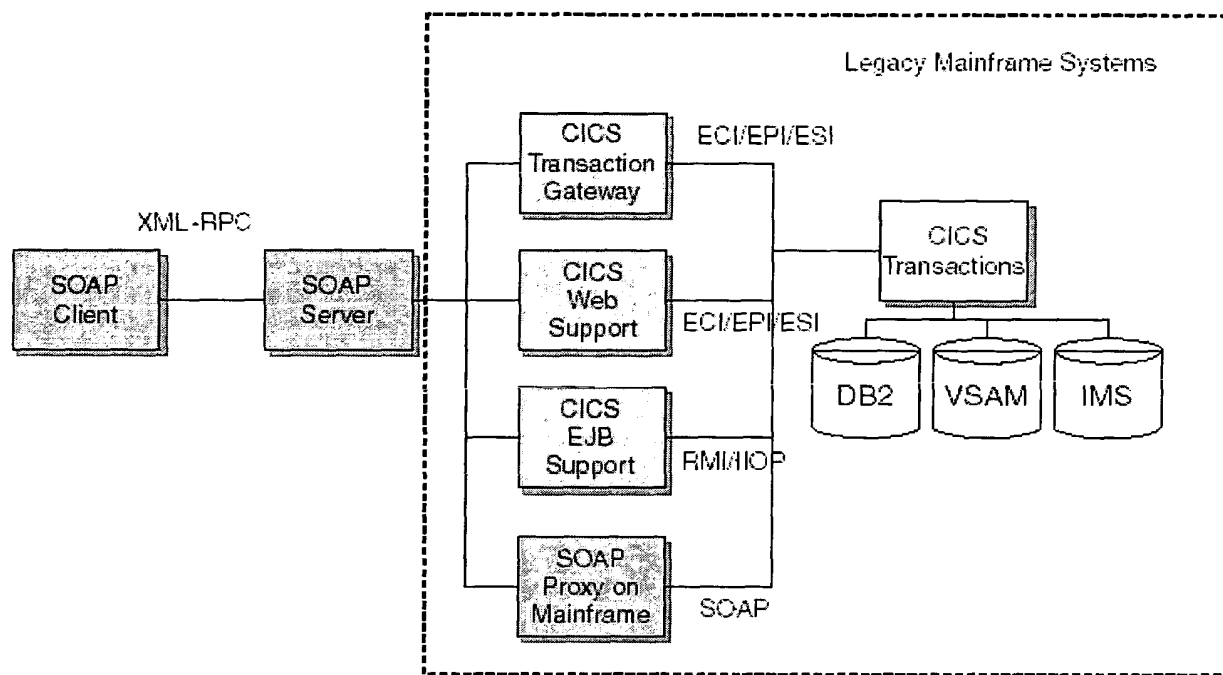 Legacy Mainframe Systems
CICS
Transaction
Gateway
ECI/EPI/ESI
XML-RPC
SOAP
Client
SOAP
Server
CICS
Web
Support
ECI/EPI/ESI
CICS
Transactions
DB2
VSAM
IMS
CICS
EJB
Support
RMI/IIOP
SOAP
Proxy on
Mainframe
SOAP